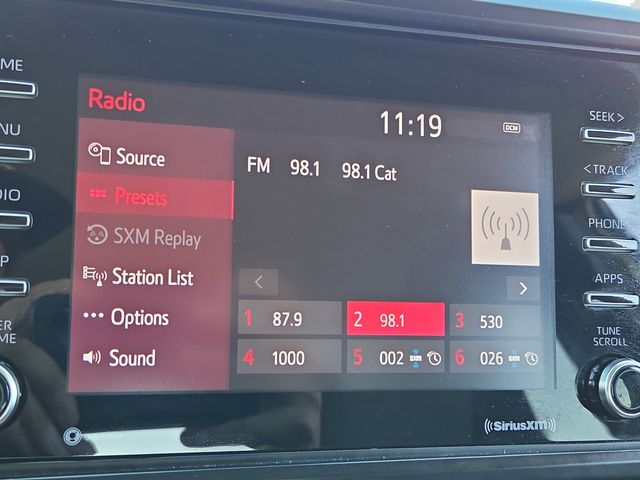 Radio
11:19
DCM
Source
FM 98.1 98.1 Cat
Presets
SXM Replay
Station List
Options
Sound
1 87.9
2 98.1
3 530
4 1000
5 002 sxm
6 026 sxm
SEEK >
< TRACK
PHONE
APPS
TUNE
SCROLL
SiriusXM